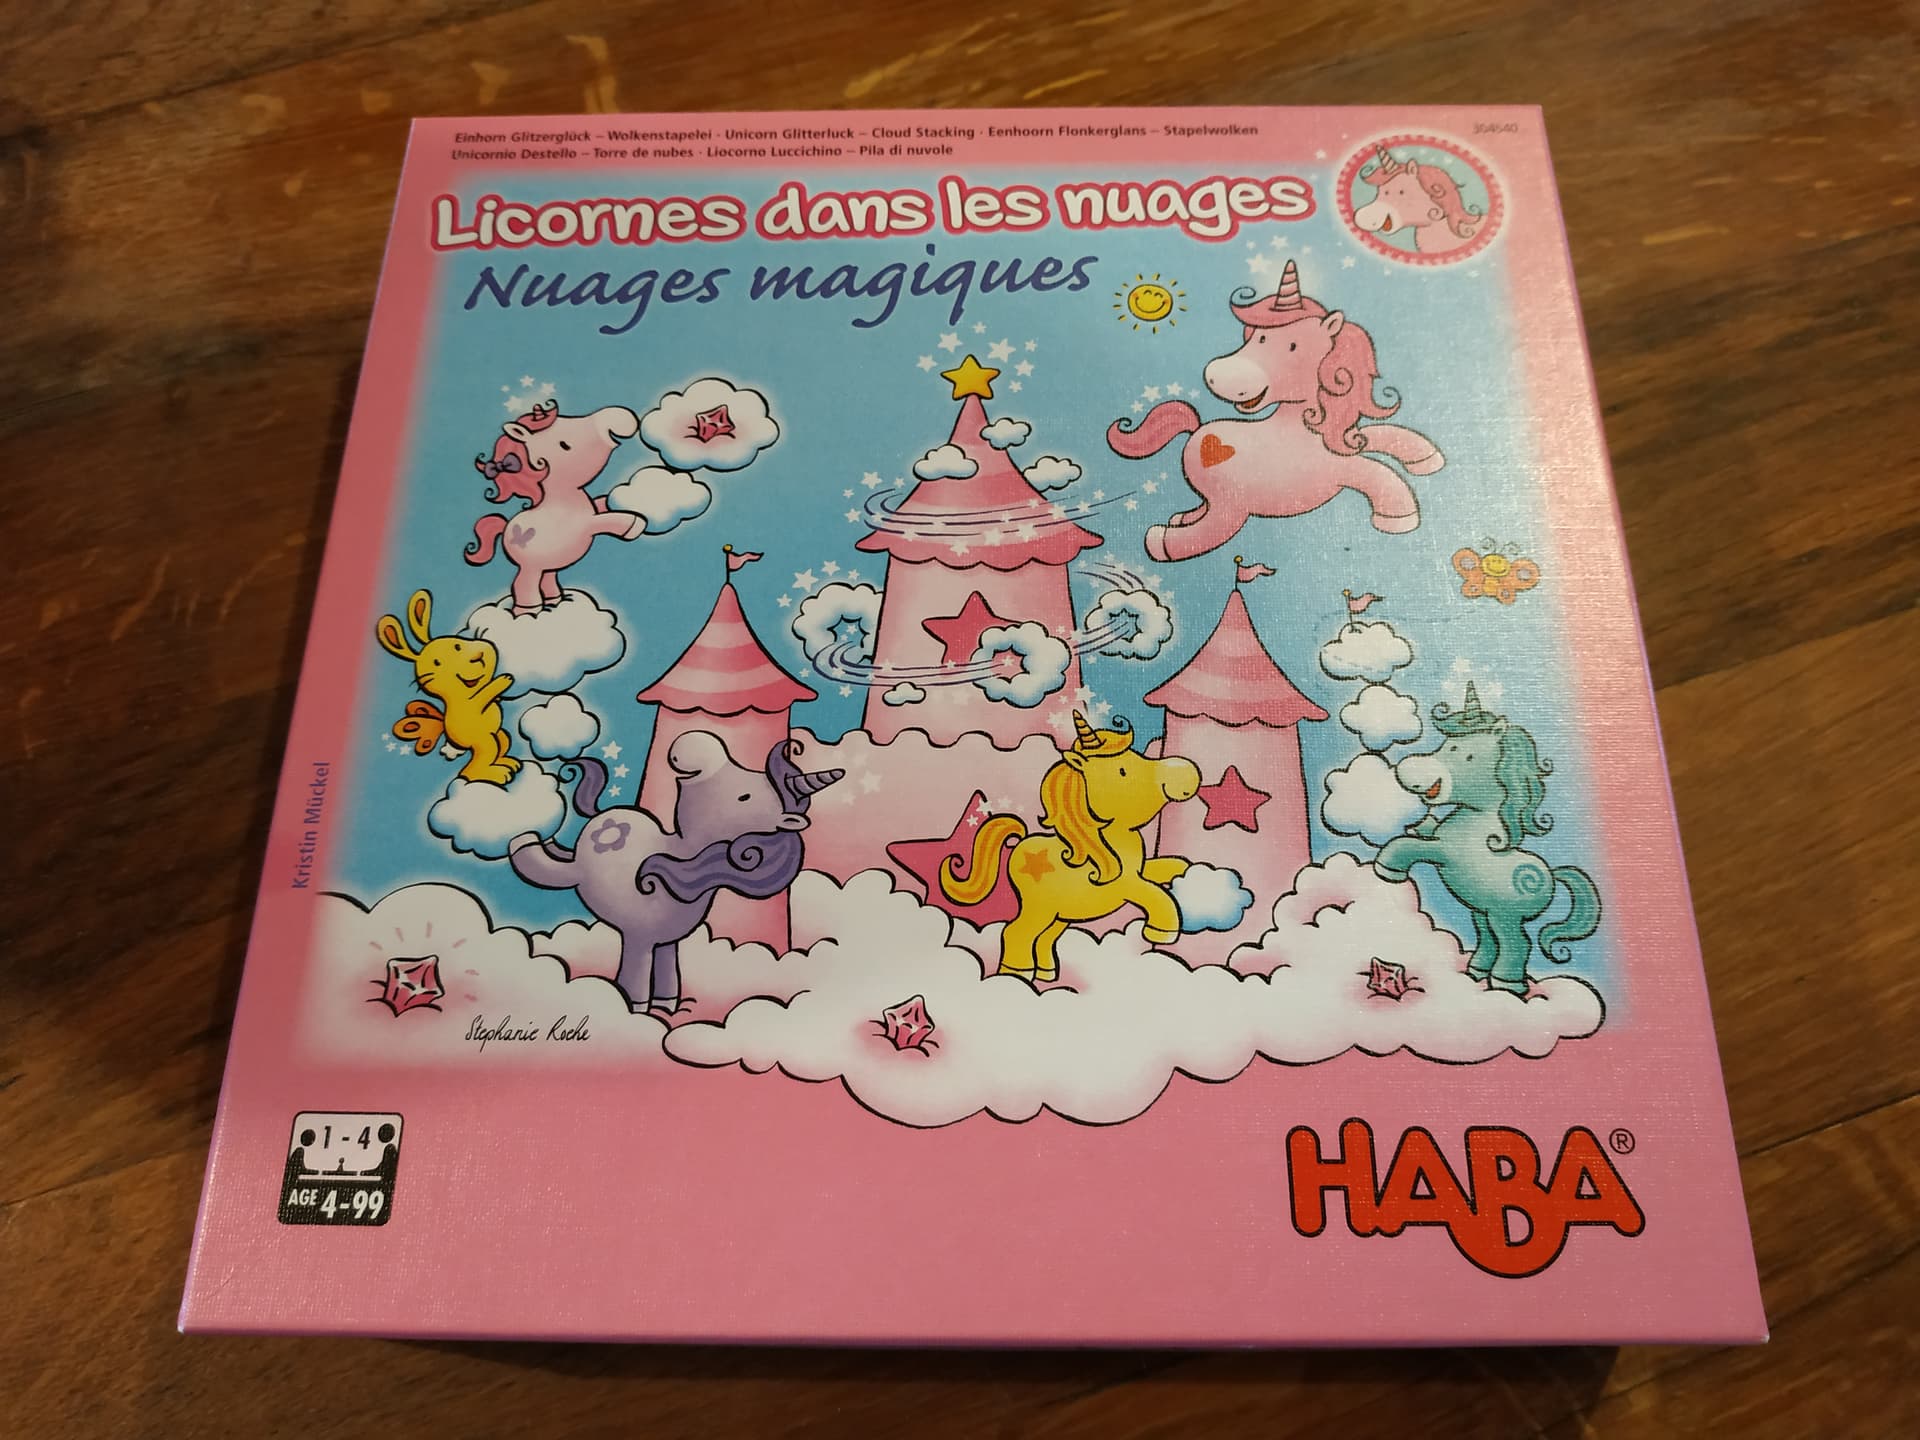 Einhorn Glitzerglück – Wolkenstapelei · Unicorn Glitterluck – Cloud Stacking · Eenhoorn Flonkerglans – Stapelwolken
Unicornio Destello – Torre de nubes · Liocorno Luccichino – Pila di nuvole
304540
Licornes dans les nuages
Nuages magiques
Kristin Mückel
Stephanie Roehe
1 - 4
AGE 4-99
HABA®